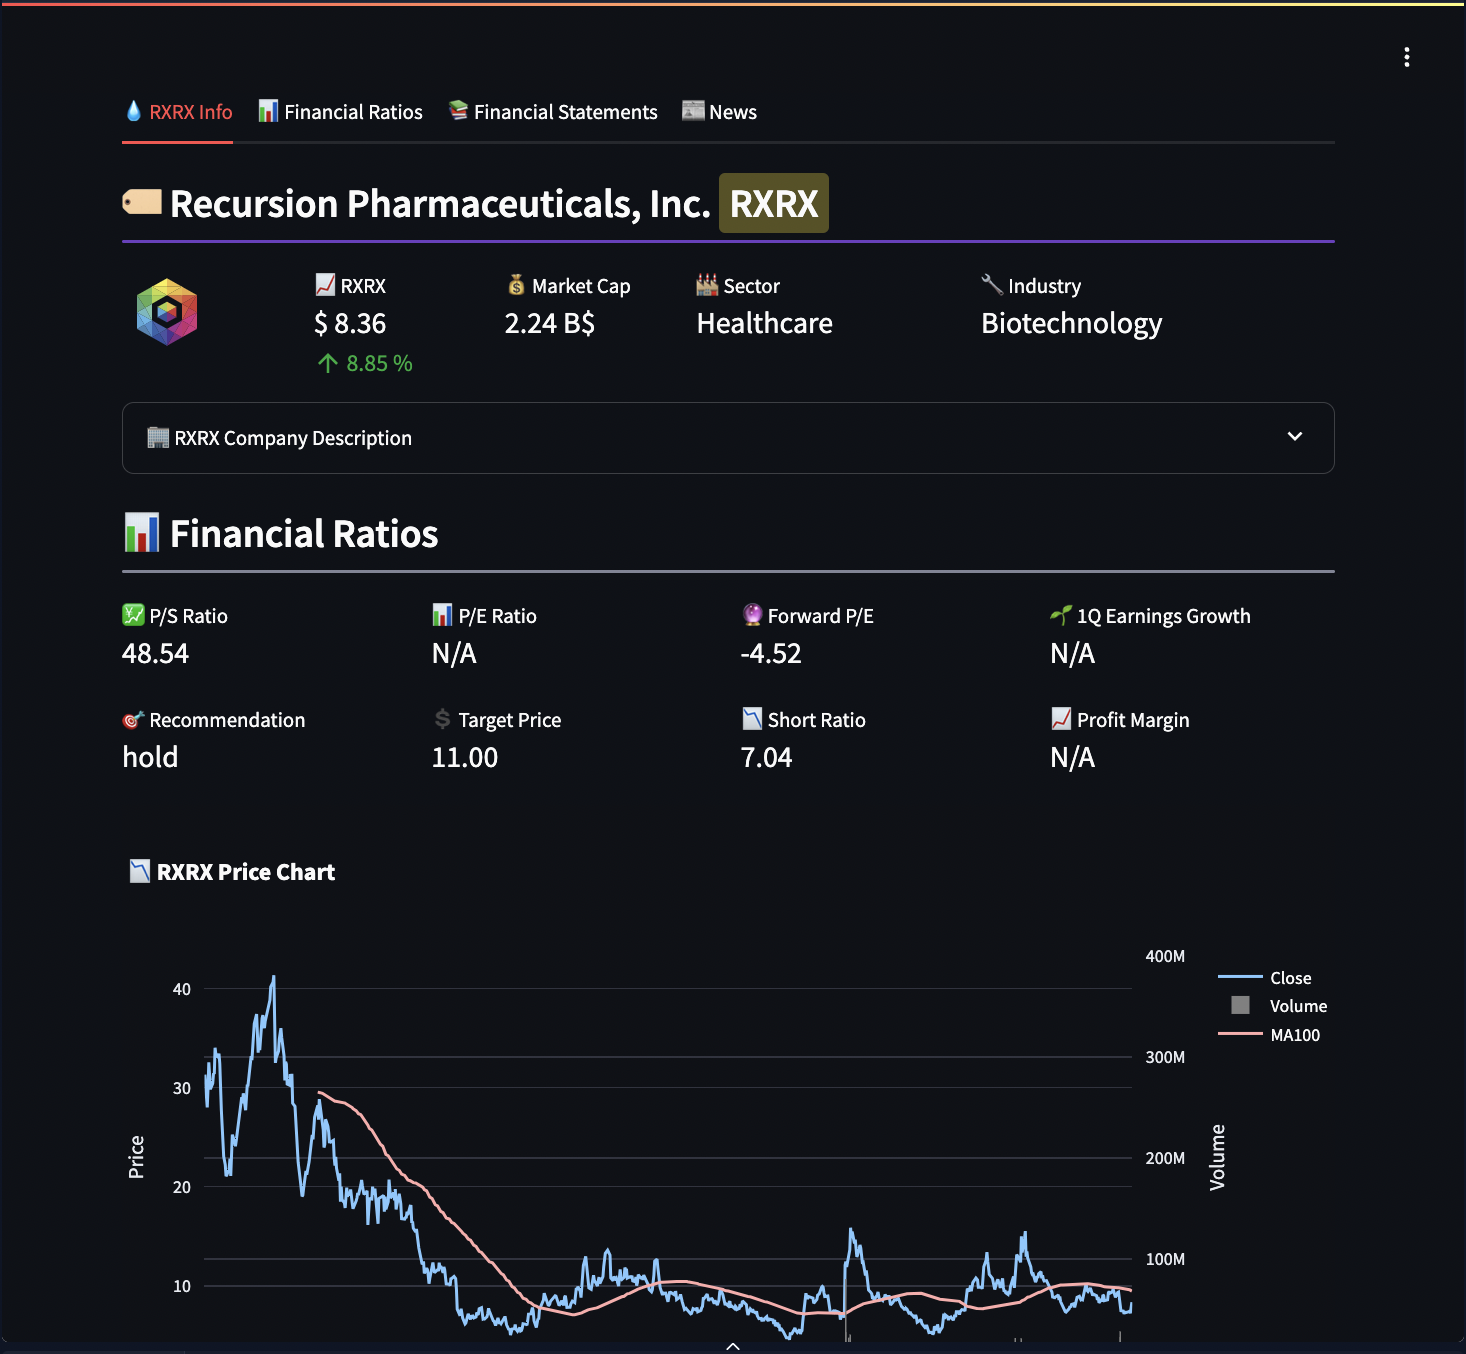 RXRX Info Financial Ratios Financial Statements News
Recursion Pharmaceuticals, Inc. RXRX
RXRX Market Cap Sector Industry
$ 8.36 2.24 B$ Healthcare Biotechnology
↑ 8.85 %
RXRX Company Description
Financial Ratios
P/S Ratio P/E Ratio Forward P/E 1Q Earnings Growth
48.54 N/A -4.52 N/A
Recommendation Target Price Short Ratio Profit Margin
hold 11.00 7.04 N/A
RXRX Price Chart
400M
40
Close
Volume
MA100
300M
30
Price
Volume
200M
20
100M
10